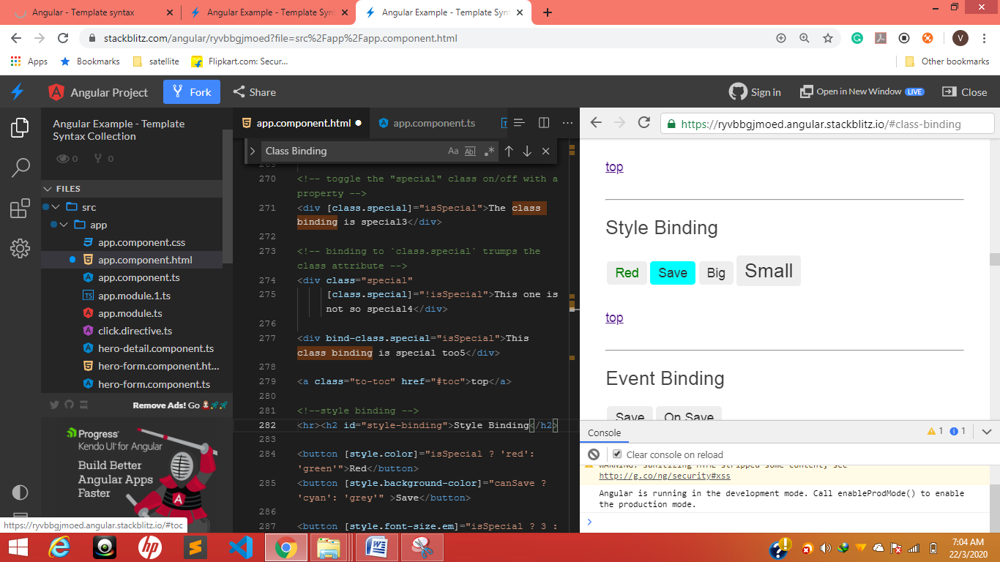 Angular - Template syntax
Angular Example - Template Synt
Angular Example - Template Synt
stackblitz.com/angular/ryvbbgjmoed?file=src%2Fapp%2Fapp.component.html
V
Apps
Bookmarks
satellite
Flipkart.com: Secur...
Other bookmarks
Angular Project
Fork
Share
Sign in
Open in New Window LIVE
Close
Angular Example - Template
Syntax Collection
0
0
FILES
src
app
app.component.css
app.component.html
app.component.ts
app.module.1.ts
app.module.ts
click.directive.ts
hero-detail.component.ts
hero-form.component.ht...
hero-form.component.ts
Remove Ads! Go
Progress®
Kendo UI® for Angular
Build Better
Angular Apps
Faster
https://ryvbbgjmoed.angular.stackblitz.io/#toc
app.component.html
app.component.ts
Class Binding
Aa Abl .*
269
270 <!-- toggle the "special" class on/off with a
property -->
271 <div [class.special]="isSpecial">The class
binding is special3</div>
272
273 <!-- binding to `class.special` trumps the
class attribute -->
274 <div class="special"
275 [class.special]="!isSpecial">This one is
not so special4</div>
276
277 <div bind-class.special="isSpecial">This
class binding is special too5</div>
278
279 <a class="to-toc" href="#toc">top</a>
280
281 <!--style binding -->
282 <hr><h2 id="style-binding">Style Binding</h2>
283
284 <button [style.color]="isSpecial ? 'red':
'green'">Red</button>
285 <button [style.background-color]="canSave ?
'cyan': 'grey'" >Save</button>
286
287 <button [style.font-size.em]="isSpecial ? 3 :
https://ryvbbgjmoed.angular.stackblitz.io/#class-binding
top
Style Binding
Red Save Big Small
top
Event Binding
Save On Save
Console
1 1
Clear console on reload
WARNING: sanitizing HTML stripped some content, see
http://g.co/ng/security#xss
Angular is running in the development mode. Call enableProdMode() to enable
the production mode.
7:04 AM
22/3/2020